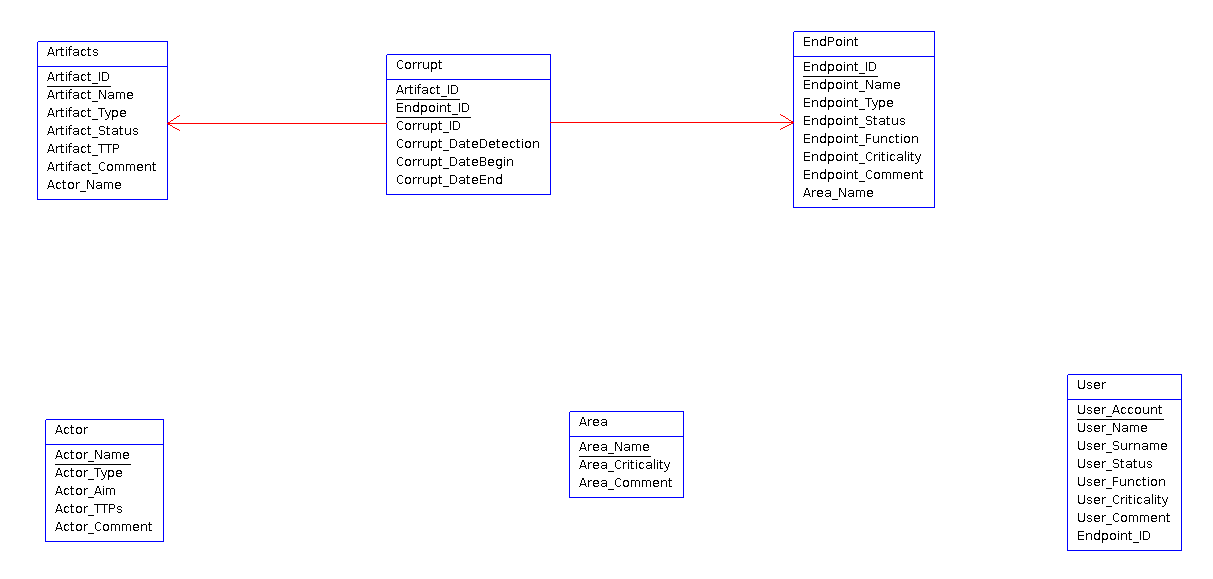 Artifacts
Artifact_ID
Artifact_Name
Artifact_Type
Artifact_Status
Artifact_TTP
Artifact_Comment
Actor_Name
Corrupt
Artifact_ID
Endpoint_ID
Corrupt_ID
Corrupt_DateDetection
Corrupt_DateBegin
Corrupt_DateEnd
EndPoint
Endpoint_ID
Endpoint_Name
Endpoint_Type
Endpoint_Status
Endpoint_Function
Endpoint_Criticality
Endpoint_Comment
Area_Name
Actor
Actor_Name
Actor_Type
Actor_Aim
Actor_TTPs
Actor_Comment
Area
Area_Name
Area_Criticality
Area_Comment
User
User_Account
User_Name
User_Surname
User_Status
User_Function
User_Criticality
User_Comment
Endpoint_ID